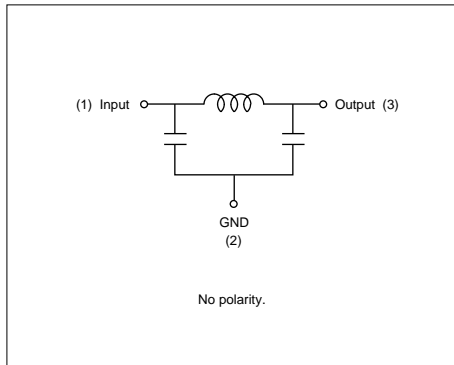 (1) Input Output (3)
GND
(2)
No polarity.